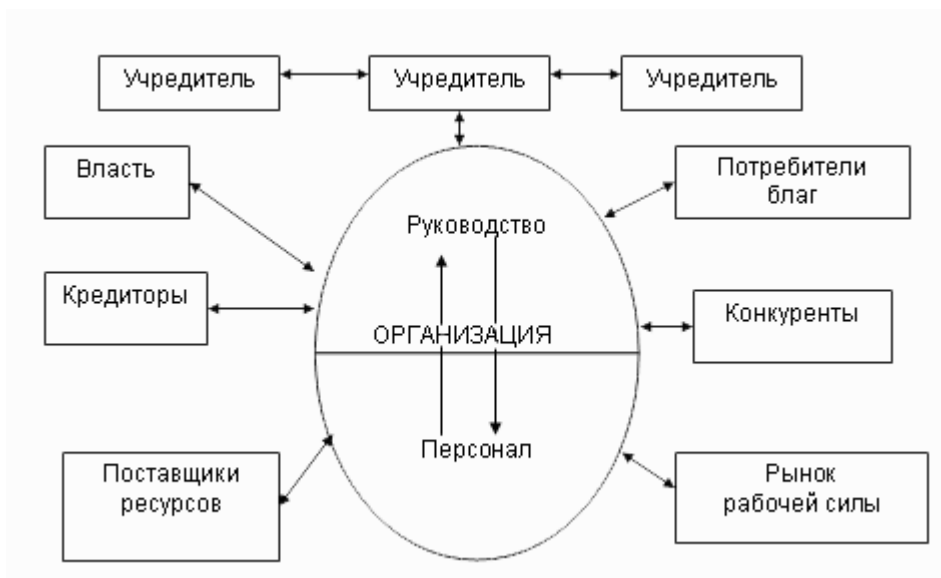 Учредитель
Учредитель
Учредитель
Власть
Потребители
благ
Руководство
Кредиторы
Конкуренты
ОРГАНИЗАЦИЯ
Персонал
Поставщики
ресурсов
Рынок
рабочей силы